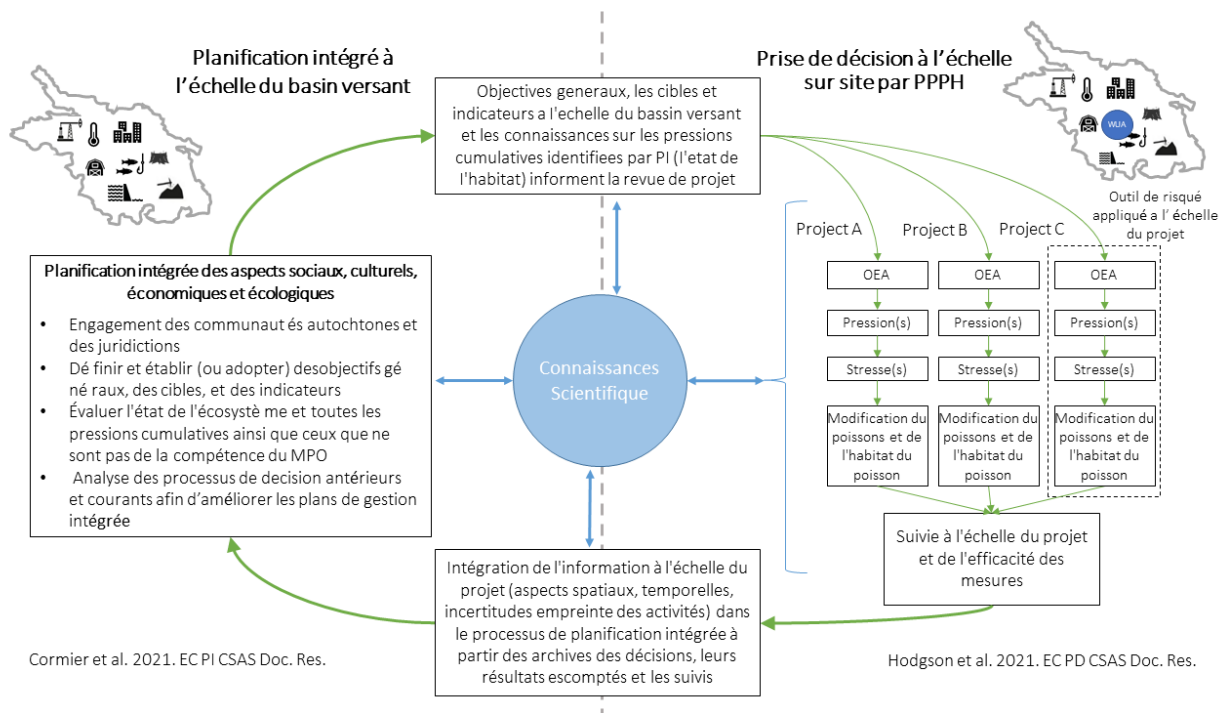 Planification intégré à
l'échelle du basin versant
Objectives generaux, les cibles et
indicateurs a l'echelle du bassin versant
et les connaissances sur les pressions
cumulatives identifiees par PI (l'etat de
l'habitat) informent la revue de projet
Prise de décision à l'échelle
sur site par PPPH
WUA
Outil de risqué
appliqué a l' échelle
du projet
Planification intégrée des aspects sociaux, culturels,
économiques et écologiques
• Engagement des communaut és autochtones et
des juridictions
• Dé finir et établir (ou adopter) desobjectifs gé
né raux, des cibles, et des indicateurs
• Évaluer l'état de l'écosystè me et toutes les
pressions cumulatives ainsi que ceux que ne
sont pas de la compétence du MPO
• Analyse des processus de decision antérieurs
et courants afin d'améliorer les plans de gestion
intégrée
Connaissances
Scientifique
Project A
OEA
Pression(s)
Stresse(s)
Modification du
poissons et de
l'habitat du
poisson
Project B
OEA
Pression(s)
Stresse(s)
Modification du
poissons et de
l'habitat du
poisson
Project C
OEA
Pression(s)
Stresse(s)
Modification du
poissons et de
l'habitat du
poisson
Suivie à l'échelle du projet
et de l'efficacité des
mesures
Intégration de l'information à l'échelle du
projet (aspects spatiaux, temporelles,
incertitudes empreinte des activités) dans
le processus de planification intégrée à
partir des archives des décisions, leurs
résultats escomptés et les suivis
Cormier et al. 2021. EC PI CSAS Doc. Res.
Hodgson et al. 2021. EC PD CSAS Doc. Res.